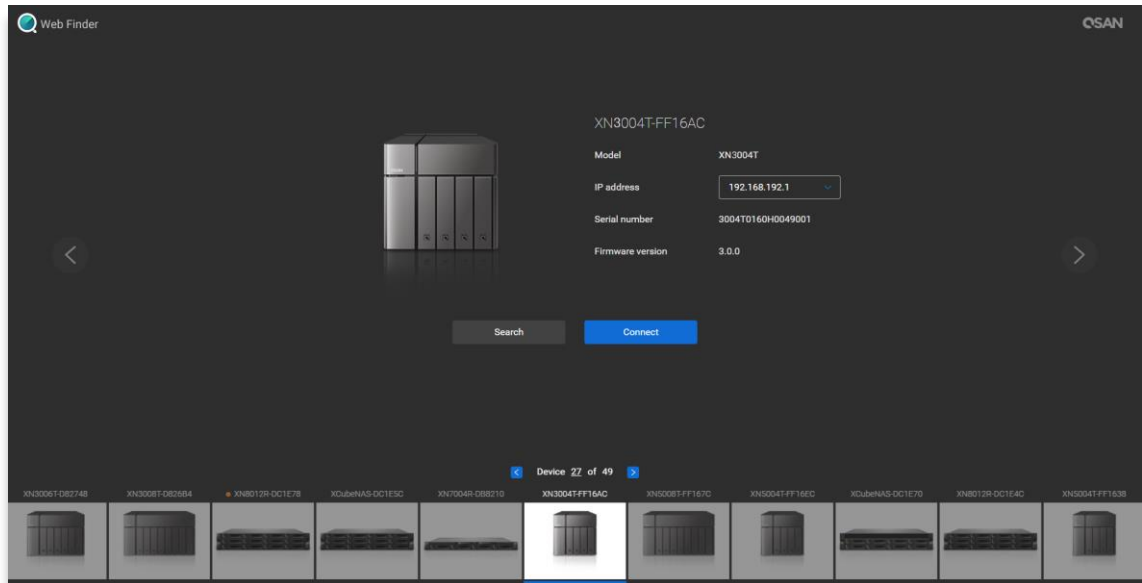 Web Finder
QSAN
XN3004T-FF16AC
Model XN3004T
IP address 192.168.192.1
Serial number 3004T0160H0049001
Firmware version 3.0.0
Search Connect
Device 27 of 49
XN3006T-D82748 XN3008T-D826B4 XN8012R-DC1E78 XCubeNAS-DC1E5C XN7004R-DB8210 XN3004T-FF16AC XN5008T-FF167C XN5004T-FF16EC XCubeNAS-DC1E70 XN8012R-DC1E4C XN5004T-FF1638